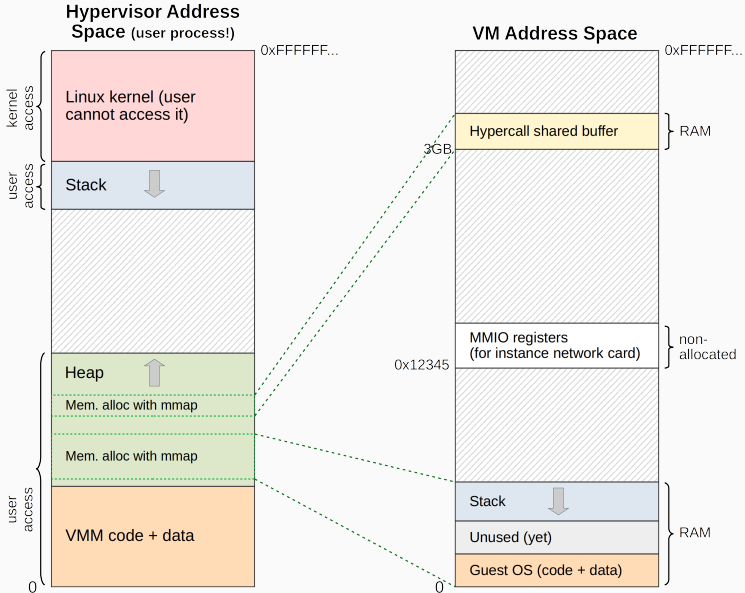 Hypervisor Address
Space (user process!)
0xFFFFFF...
kernel
access
Linux kernel (user
cannot access it)
user
access
Stack
Heap
Mem. alloc with mmap
Mem. alloc with mmap
user
access
VMM code + data
0
VM Address Space
0xFFFFFF...
Hypercall shared buffer
RAM
3GB
MMIO registers
(for instance network card)
non-
allocated
0x12345
Stack
Unused (yet)
RAM
Guest OS (code + data)
0